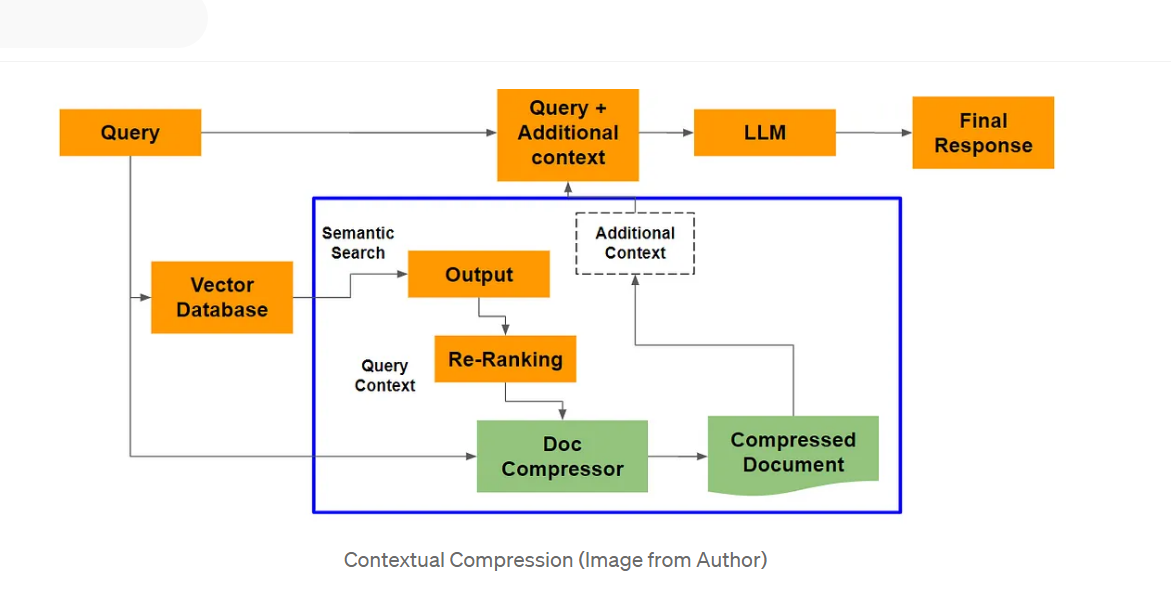 Query
Query +
Additional
context
LLM
Final
Response
Semantic
Search
Additional
Context
Vector
Database
Output
Re-Ranking
Query
Context
Doc
Compressor
Compressed
Document
Contextual Compression (Image from Author)